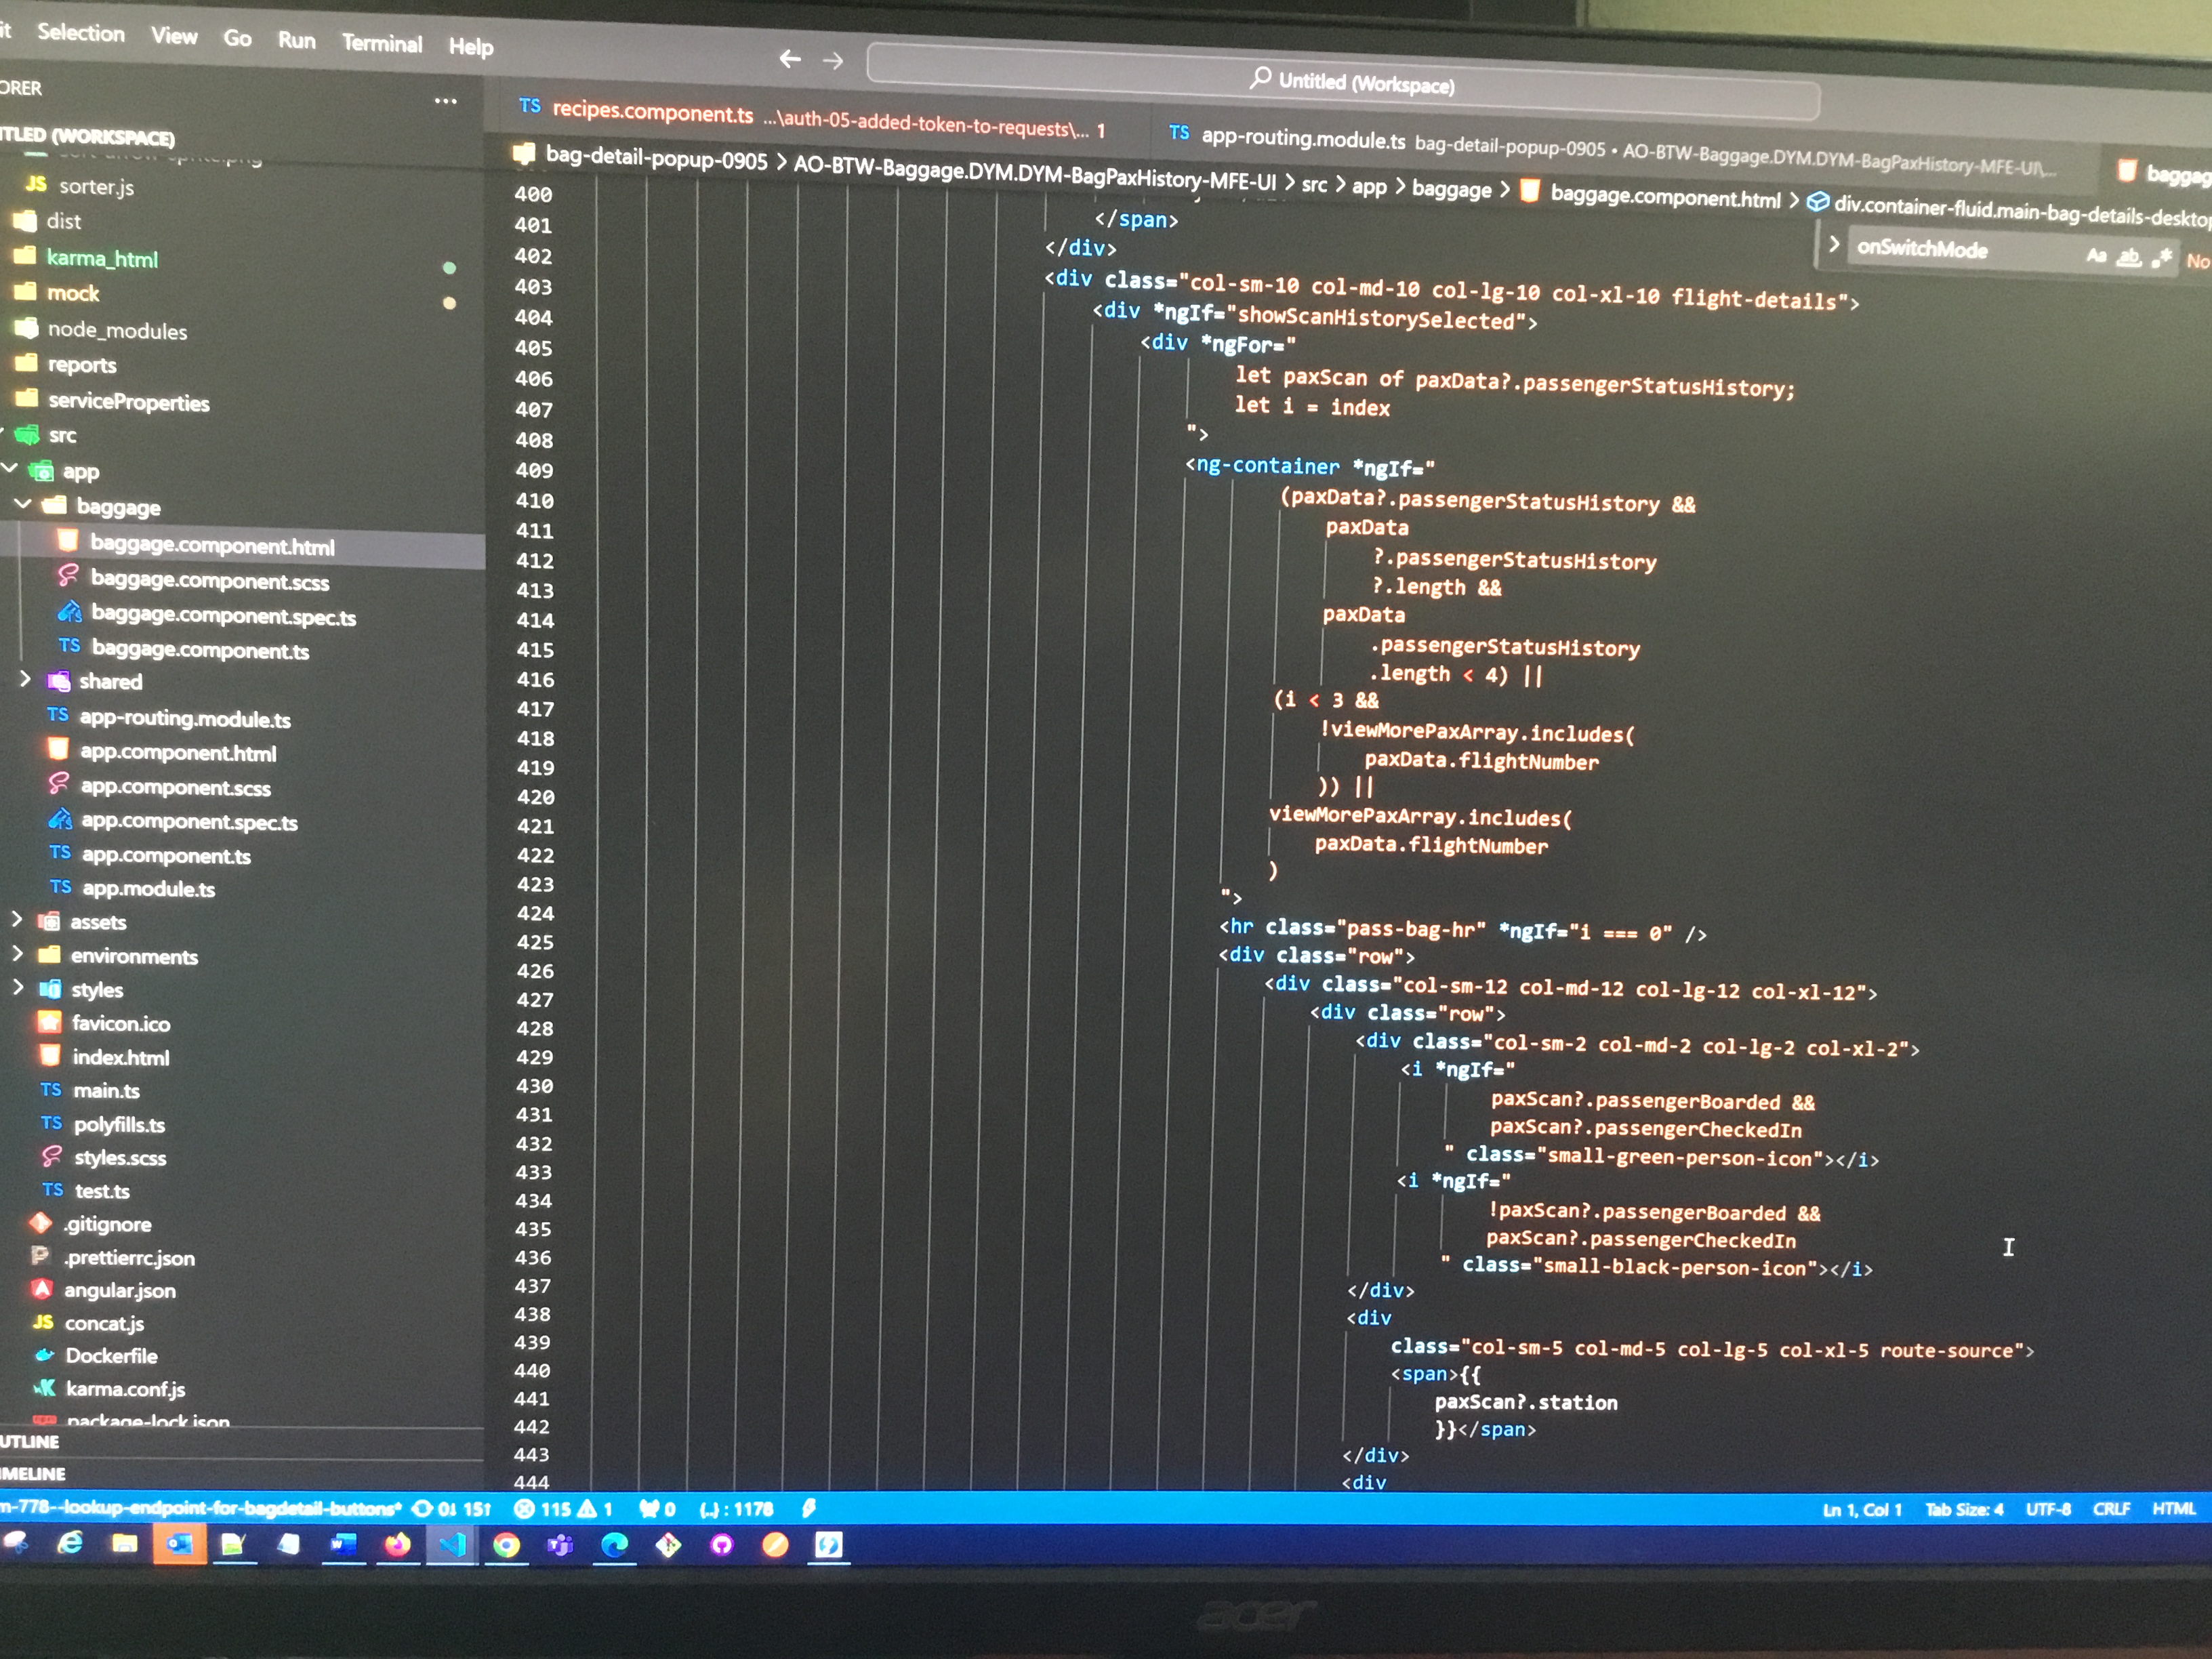 Selection View Go Run Terminal Help
Untitled (Workspace)
ORER ...
TS recipes.component.ts ...\auth-05-added-token-to-requests\... 1
TS app-routing.module.ts bag-detail-popup-0905 • AO-BTW-Baggage.DYM.DYM-BagPaxHistory-MFE-UI\...
bag-detail-popup-0905 > AO-BTW-Baggage.DYM.DYM-BagPaxHistory-MFE-UI > src > app > baggage > baggage.component.html > div.container-fluid.main-bag-details-desktop
onSwitchMode Aa ab .* No
TLED (WORKSPACE)
JS sorter.js
dist
karma_html
mock
node_modules
reports
serviceProperties
src
app
baggage
baggage.component.html
baggage.component.scss
baggage.component.spec.ts
TS baggage.component.ts
shared
TS app-routing.module.ts
app.component.html
app.component.scss
app.component.spec.ts
TS app.component.ts
TS app.module.ts
assets
environments
styles
favicon.ico
index.html
TS main.ts
TS polyfills.ts
styles.scss
TS test.ts
.gitignore
.prettierrc.json
angular.json
JS concat.js
Dockerfile
karma.conf.js
package-lock.json
UTLINE
MELINE
400
401 </span>
402 </div>
403 <div class="col-sm-10 col-md-10 col-lg-10 col-xl-10 flight-details">
404 <div *ngIf="showScanHistorySelected">
405 <div *ngFor="
406 let paxScan of paxData?.passengerStatusHistory;
407 let i = index
408 ">
409 <ng-container *ngIf="
410 (paxData?.passengerStatusHistory &&
411 paxData
412 ?.passengerStatusHistory
413 ?.length &&
414 paxData
415 .passengerStatusHistory
416 .length < 4) ||
417 (i < 3 &&
418 !viewMorePaxArray.includes(
419 paxData.flightNumber
420 )) ||
421 viewMorePaxArray.includes(
422 paxData.flightNumber
423 )
424 ">
425 <hr class="pass-bag-hr" *ngIf="i === 0" />
426 <div class="row">
427 <div class="col-sm-12 col-md-12 col-lg-12 col-xl-12">
428 <div class="row">
429 <div class="col-sm-2 col-md-2 col-lg-2 col-xl-2">
430 <i *ngIf="
431 paxScan?.passengerBoarded &&
432 paxScan?.passengerCheckedIn
433 " class="small-green-person-icon"></i>
434 <i *ngIf="
435 !paxScan?.passengerBoarded &&
436 paxScan?.passengerCheckedIn
437 " class="small-black-person-icon"></i>
438 </div>
439 <div
440 class="col-sm-5 col-md-5 col-lg-5 col-xl-5 route-source">
441 <span>{{
442 paxScan?.station
443 }}</span>
444 </div>
<div
m-778--lookup-endpoint-for-bagdetail-buttons* 0↓ 15↑ 115 1 0 {..} : 1178
Ln 1, Col 1 Tab Size: 4 UTF-8 CRLF HTML
acer